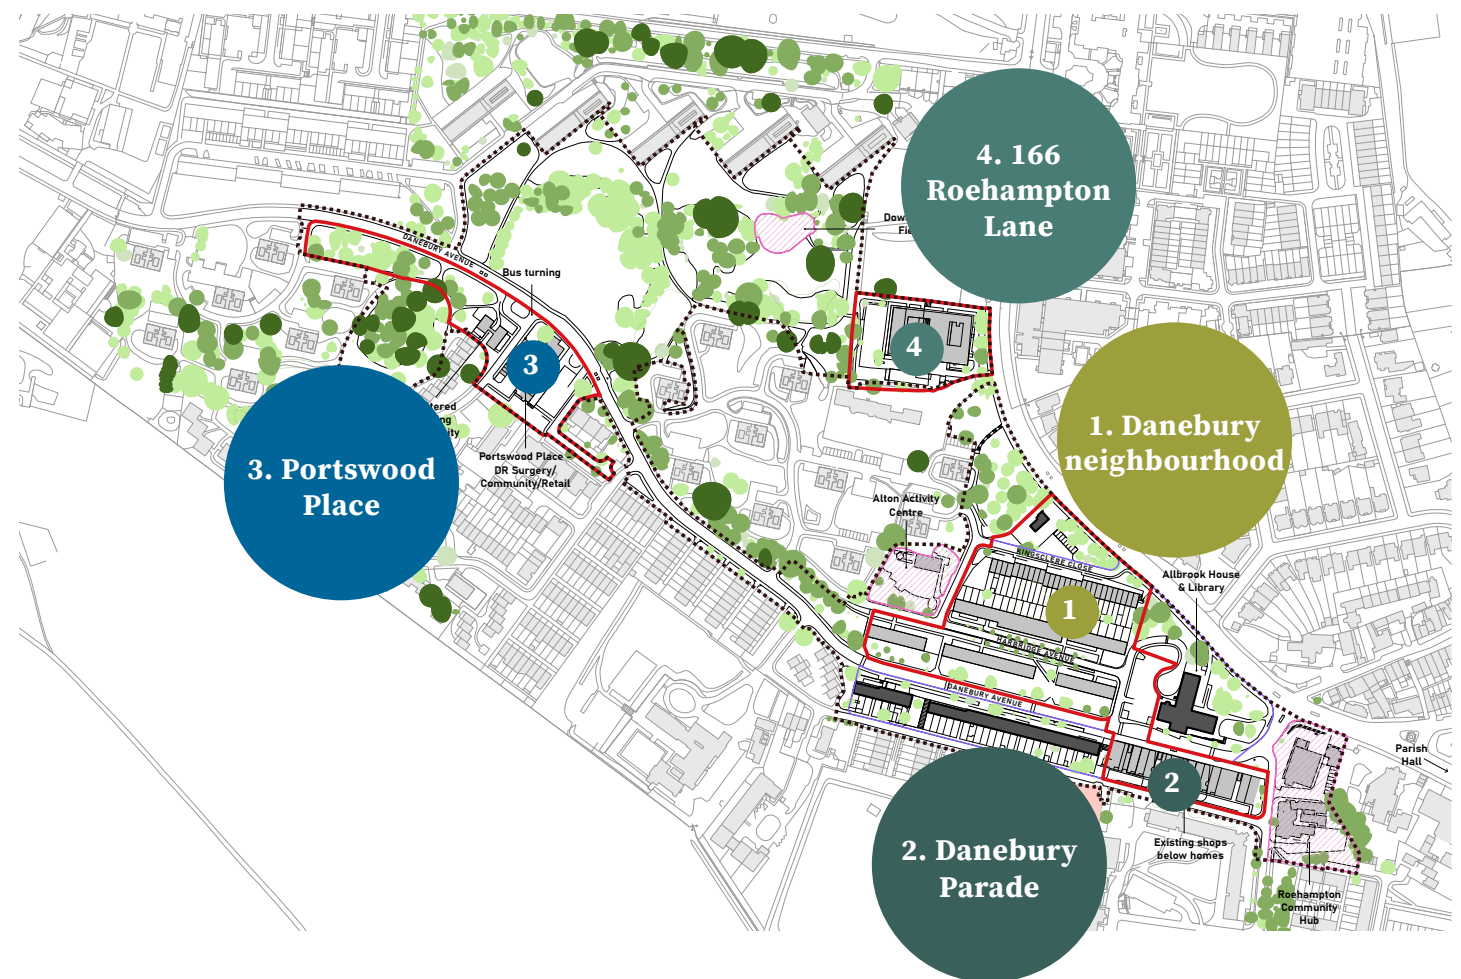 4. 166
Roehampton
Lane
DANEBURY AVENUE
Bus turning
4
3
1. Danebury
neighbourhood
3. Portswood
Place
Portswood Place –
DR Surgery/
Community/Retail
Alton Activity
Centre
KINGSCLERE CLOSE
Allbrook House
& Library
1
HARBRIDGE AVENUE
DANEBURY AVENUE
Parish
Hall
2
2. Danebury
Parade
Existing shops
below homes
Roehampton
Community
Hub